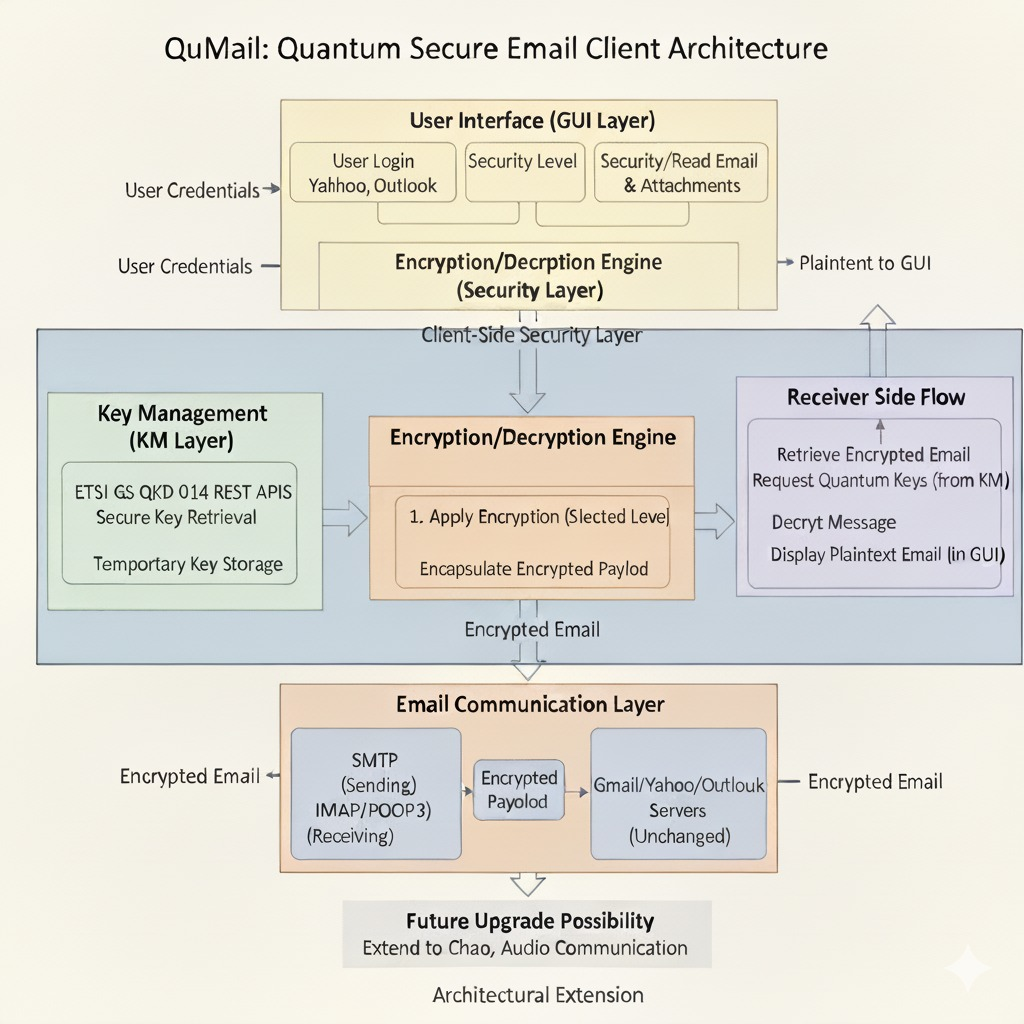 QuMail: Quantum Secure Email Client Architecture
User Interface (GUI Layer)
User Login
Yahhoo, Outlook
Security Level
Security/Read Email
& Attachments
User Credentials
User Credentials
Encryption/Decrption Engine
(Security Layer)
Plaintent to GUI
Client-Side Security Layer
Key Management
(KM Layer)
ETSI GS QKD 014 REST APIS
Secure Key Retrieval
Temportary Key Storage
Encryption/Decryption Engine
1. Apply Encryption (Slected Level
Encapsulate Encrypted Paylod
Receiver Side Flow
Retrieve Encrypted Email
Request Quantum Keys (from KM)
Decryt Message
Display Plaintext Email (in GUI)
Encrypted Email
Email Communication Layer
Encrypted Email
SMTP
(Sending)
IMAP/POOP3)
(Receiving)
Encrypted
Payolod
Gmail/Yahoo/Outlouk
Servers
(Unchanged)
Encrypted Email
Future Upgrade Possibility
Extend to Chao, Audio Communication
Architectural Extension